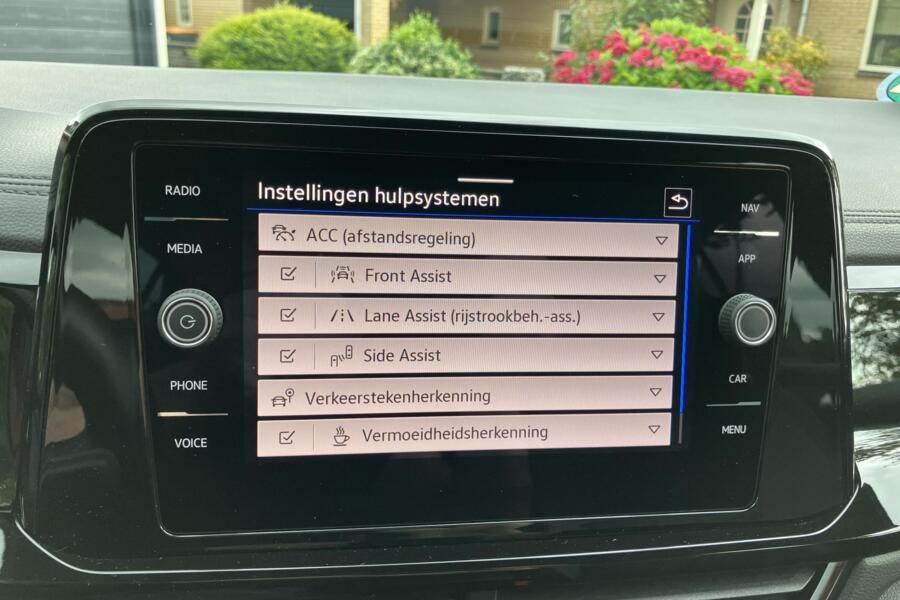 Instellingen hulpsystemen
RADIO
MEDIA
PHONE
VOICE
ACC (afstandsregeling)
Front Assist
Lane Assist (rijstrookbeh.-ass.)
Side Assist
Verkeerstekenherkenning
Vermoeidheidsherkenning
NAV
APP
CAR
MENU